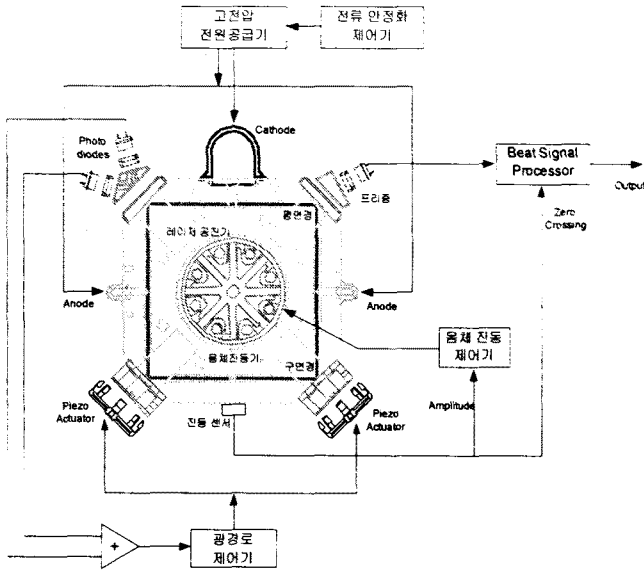 고전압
전원공급기
전류 안정화
제어기
Photo
diodes
Cathode
프리즘
Beat Signal
Processor
Output
Zero
Crossing
평면경
레이저 공진기
Anode
Anode
몸체진동기
구면경
몸체 진동
제어기
Amplitude
Piezo
Actuator
진동 센서
Piezo
Actuator
+
광경로
제어기